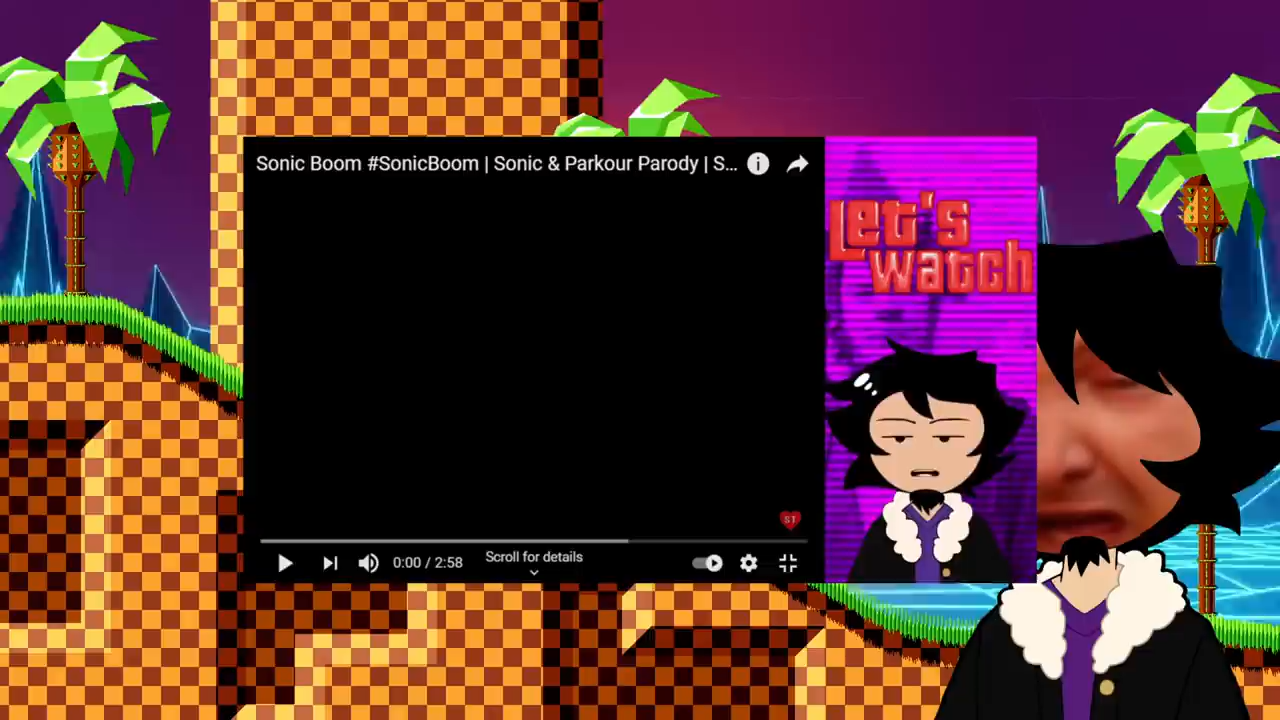 Sonic Boom #SonicBoom | Sonic & Parkour Parody | S...
Let's
watch
ST
0:00 / 2:58
Scroll for details